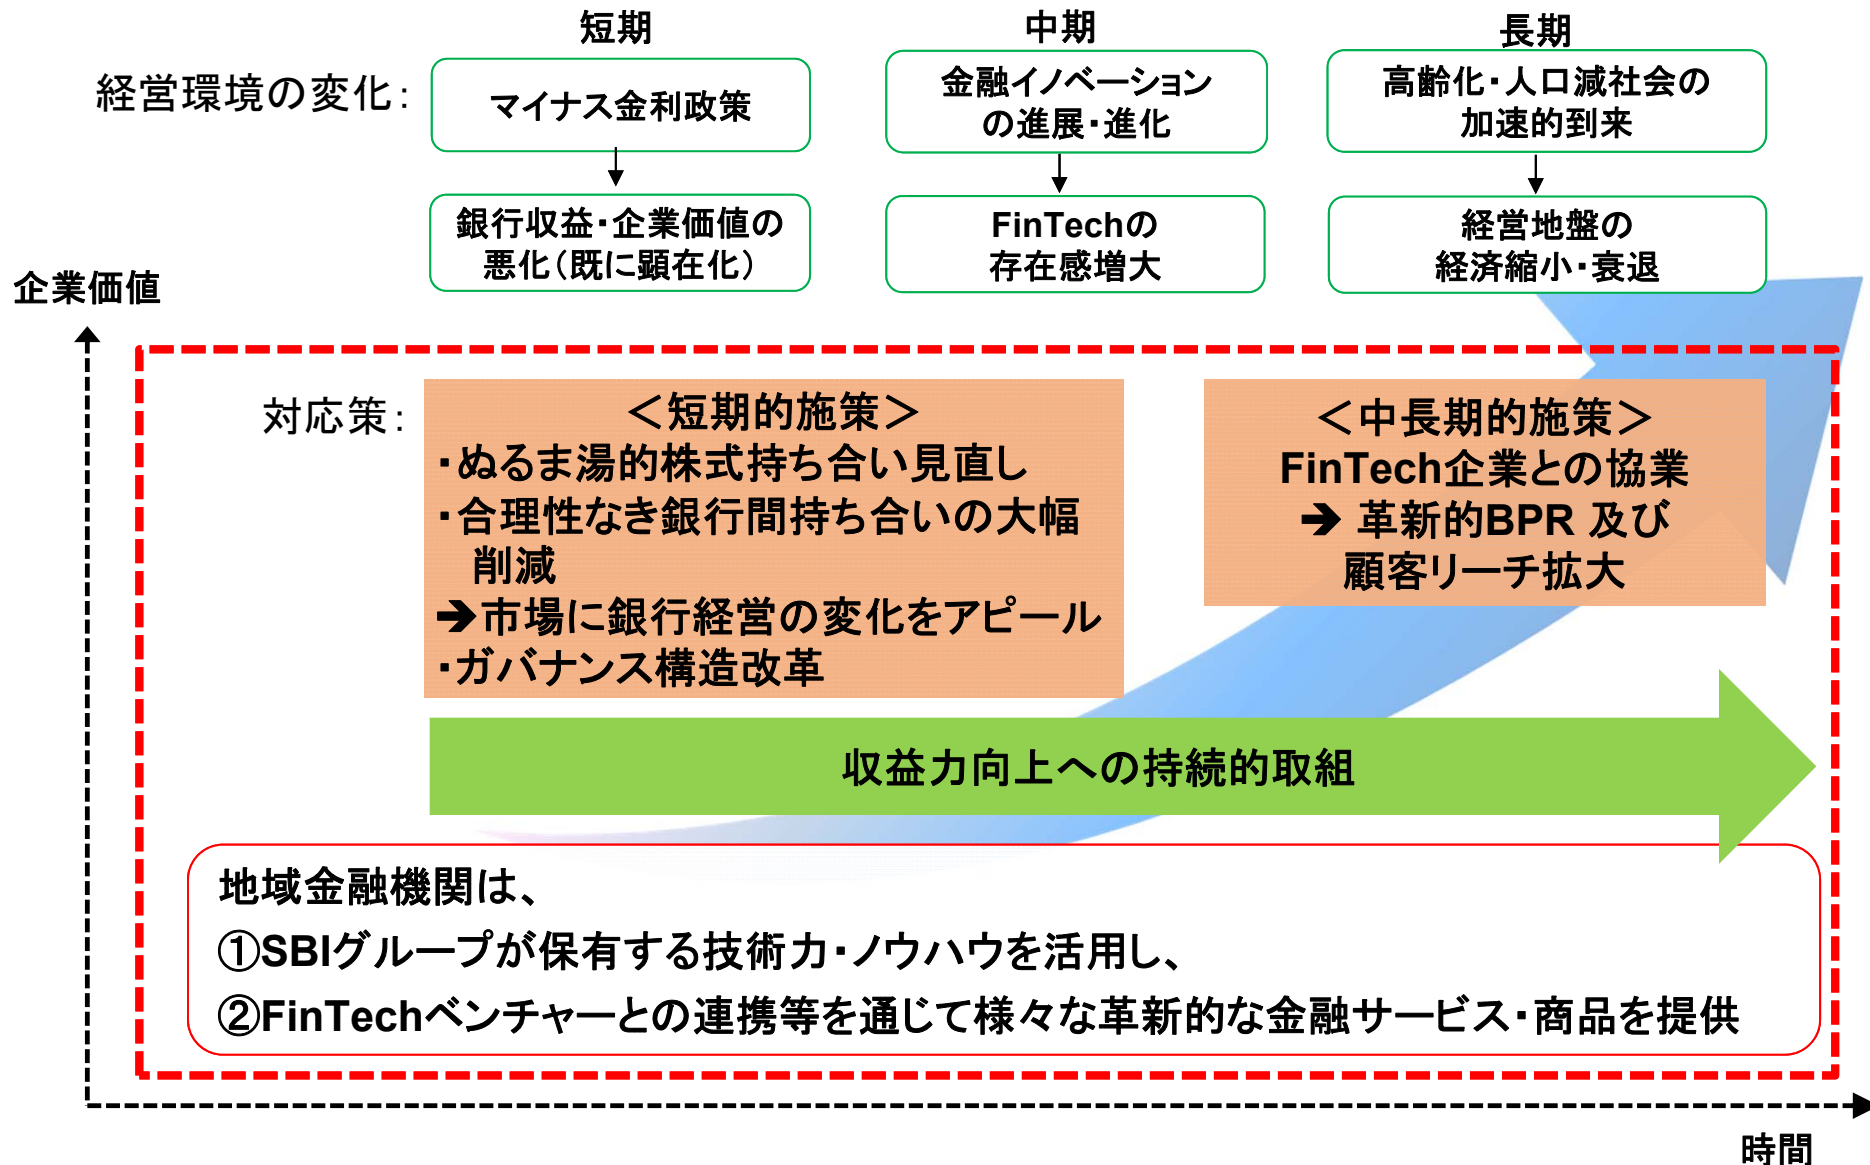 短期
中期
長期
経営環境の変化：
マイナス金利政策
金融イノベーション
の進展・進化
高齢化・人口減社会の
加速的到来
銀行収益・企業価値の
悪化（既に顕在化）
FinTechの
存在感増大
経営地盤の
経済縮小・衰退
企業価値
対応策：
＜短期的施策＞
・ぬるま湯的株式持ち合い見直し
・合理性なき銀行間持ち合いの大幅
削減
➔市場に銀行経営の変化をアピール
・ガバナンス構造改革
＜中長期的施策＞
FinTech企業との協業
➔ 革新的BPR 及び
顧客リーチ拡大
収益力向上への持続的取組
地域金融機関は、
①SBIグループが保有する技術力・ノウハウを活用し、
②FinTechベンチャーとの連携等を通じて様々な革新的な金融サービス・商品を提供
時間